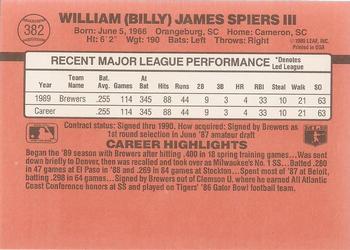 382
WILLIAM (BILLY) JAMES SPIERS III
Born: June 5, 1966 Orangeburg, SC Home: Cameron, SC
Ht: 6' 2" Wgt: 190 Bats: Left Throws: Right
©1990 LEAF, INC.
Printed in USA
RECENT MAJOR LEAGUE PERFORMANCE *Denotes Led League
Year Team Name Bat. Avg. Games At Bat Runs Hits 2B 3B HR RBI Steal Walk SO
1989 Brewers .255 114 345 88 44 9 3 4 33 10 21 63
Career .255 114 345 88 44 9 3 4 33 10 21 63
Contract status: Signed thru 1990. How acquired: Signed by Brewers as
1st round selection in June '87 amateur draft
CAREER HIGHLIGHTS
Began the '89 season with Brewers after hitting .400 in 18 spring training games...Was sent
down briefly to Denver, then was recalled and took over as Milwaukee's No. 1 SS...Batted .280
in 47 games at El Paso in '88 and .269 in 84 games at Stockton...Spent most of '87 at Beloit,
batting .298 in 64 games...Signed by Brewers out of Clemson U. where he earned All Atlantic
Coast Conference honors at SS and played on Tigers' '86 Gator Bowl football team.